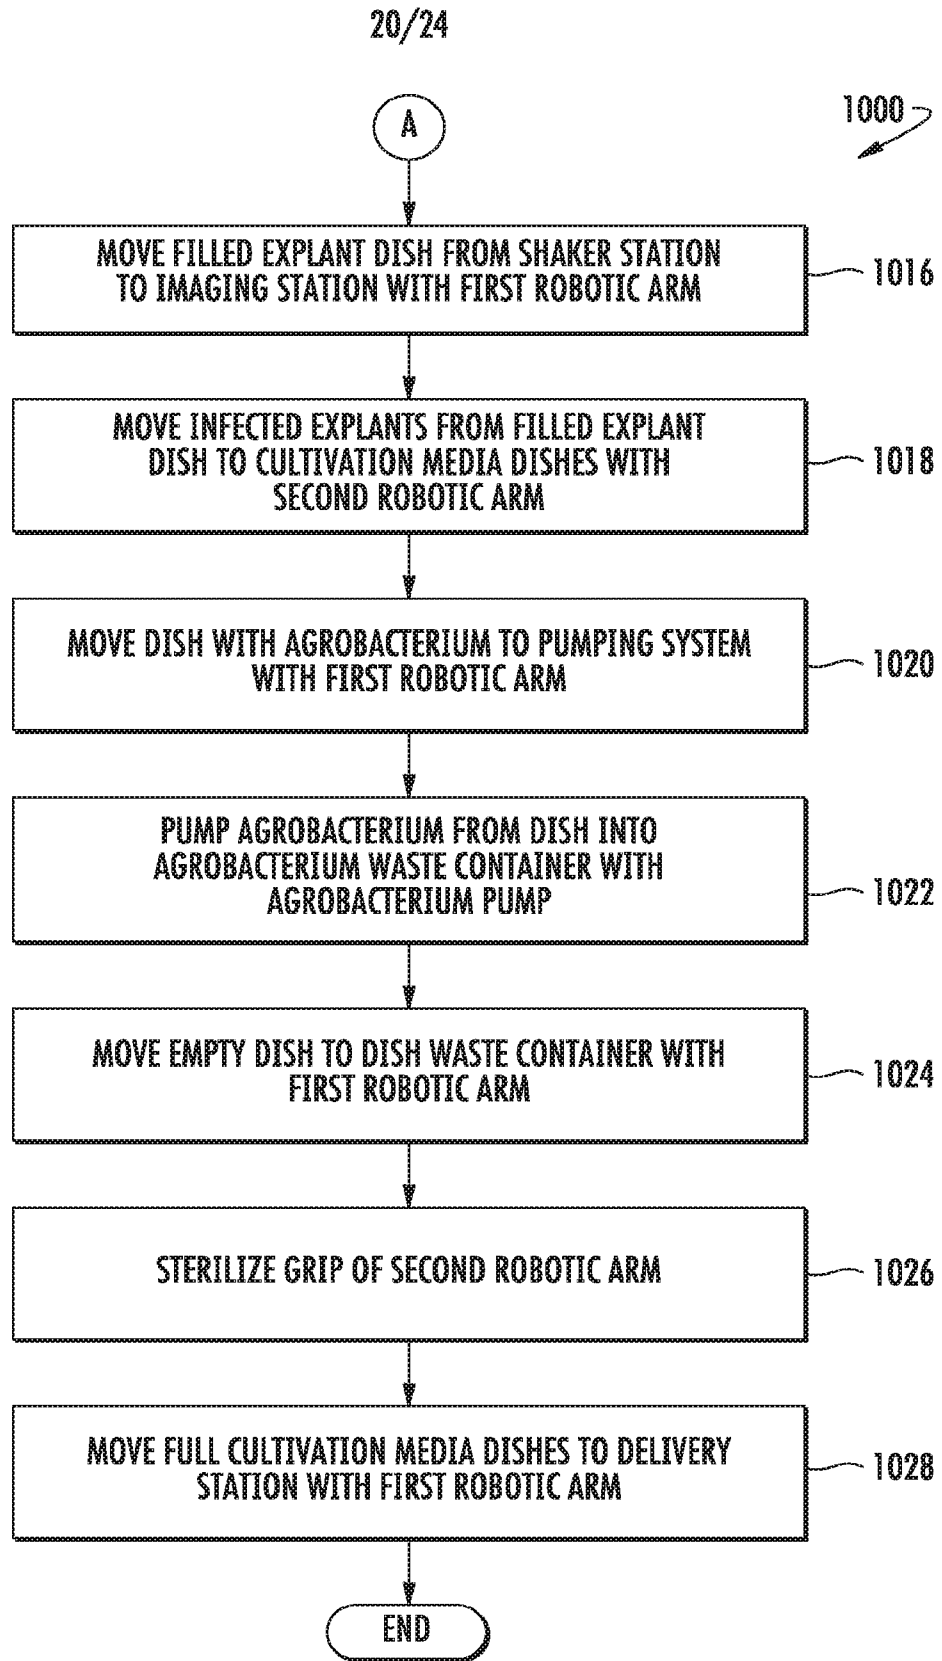 20/24
A
1000
MOVE FILLED EXPLANT DISH FROM SHAKER STATION
TO IMAGING STATION WITH FIRST ROBOTIC ARM
1016
MOVE INFECTED EXPLANTS FROM FILLED EXPLANT
DISH TO CULTIVATION MEDIA DISHES WITH
SECOND ROBOTIC ARM
1018
MOVE DISH WITH AGROBACTERIUM TO PUMPING SYSTEM
WITH FIRST ROBOTIC ARM
1020
PUMP AGROBACTERIUM FROM DISH INTO
AGROBACTERIUM WASTE CONTAINER WITH
AGROBACTERIUM PUMP
1022
MOVE EMPTY DISH TO DISH WASTE CONTAINER WITH
FIRST ROBOTIC ARM
1024
STERILIZE GRIP OF SECOND ROBOTIC ARM
1026
MOVE FULL CULTIVATION MEDIA DISHES TO DELIVERY
STATION WITH FIRST ROBOTIC ARM
1028
END